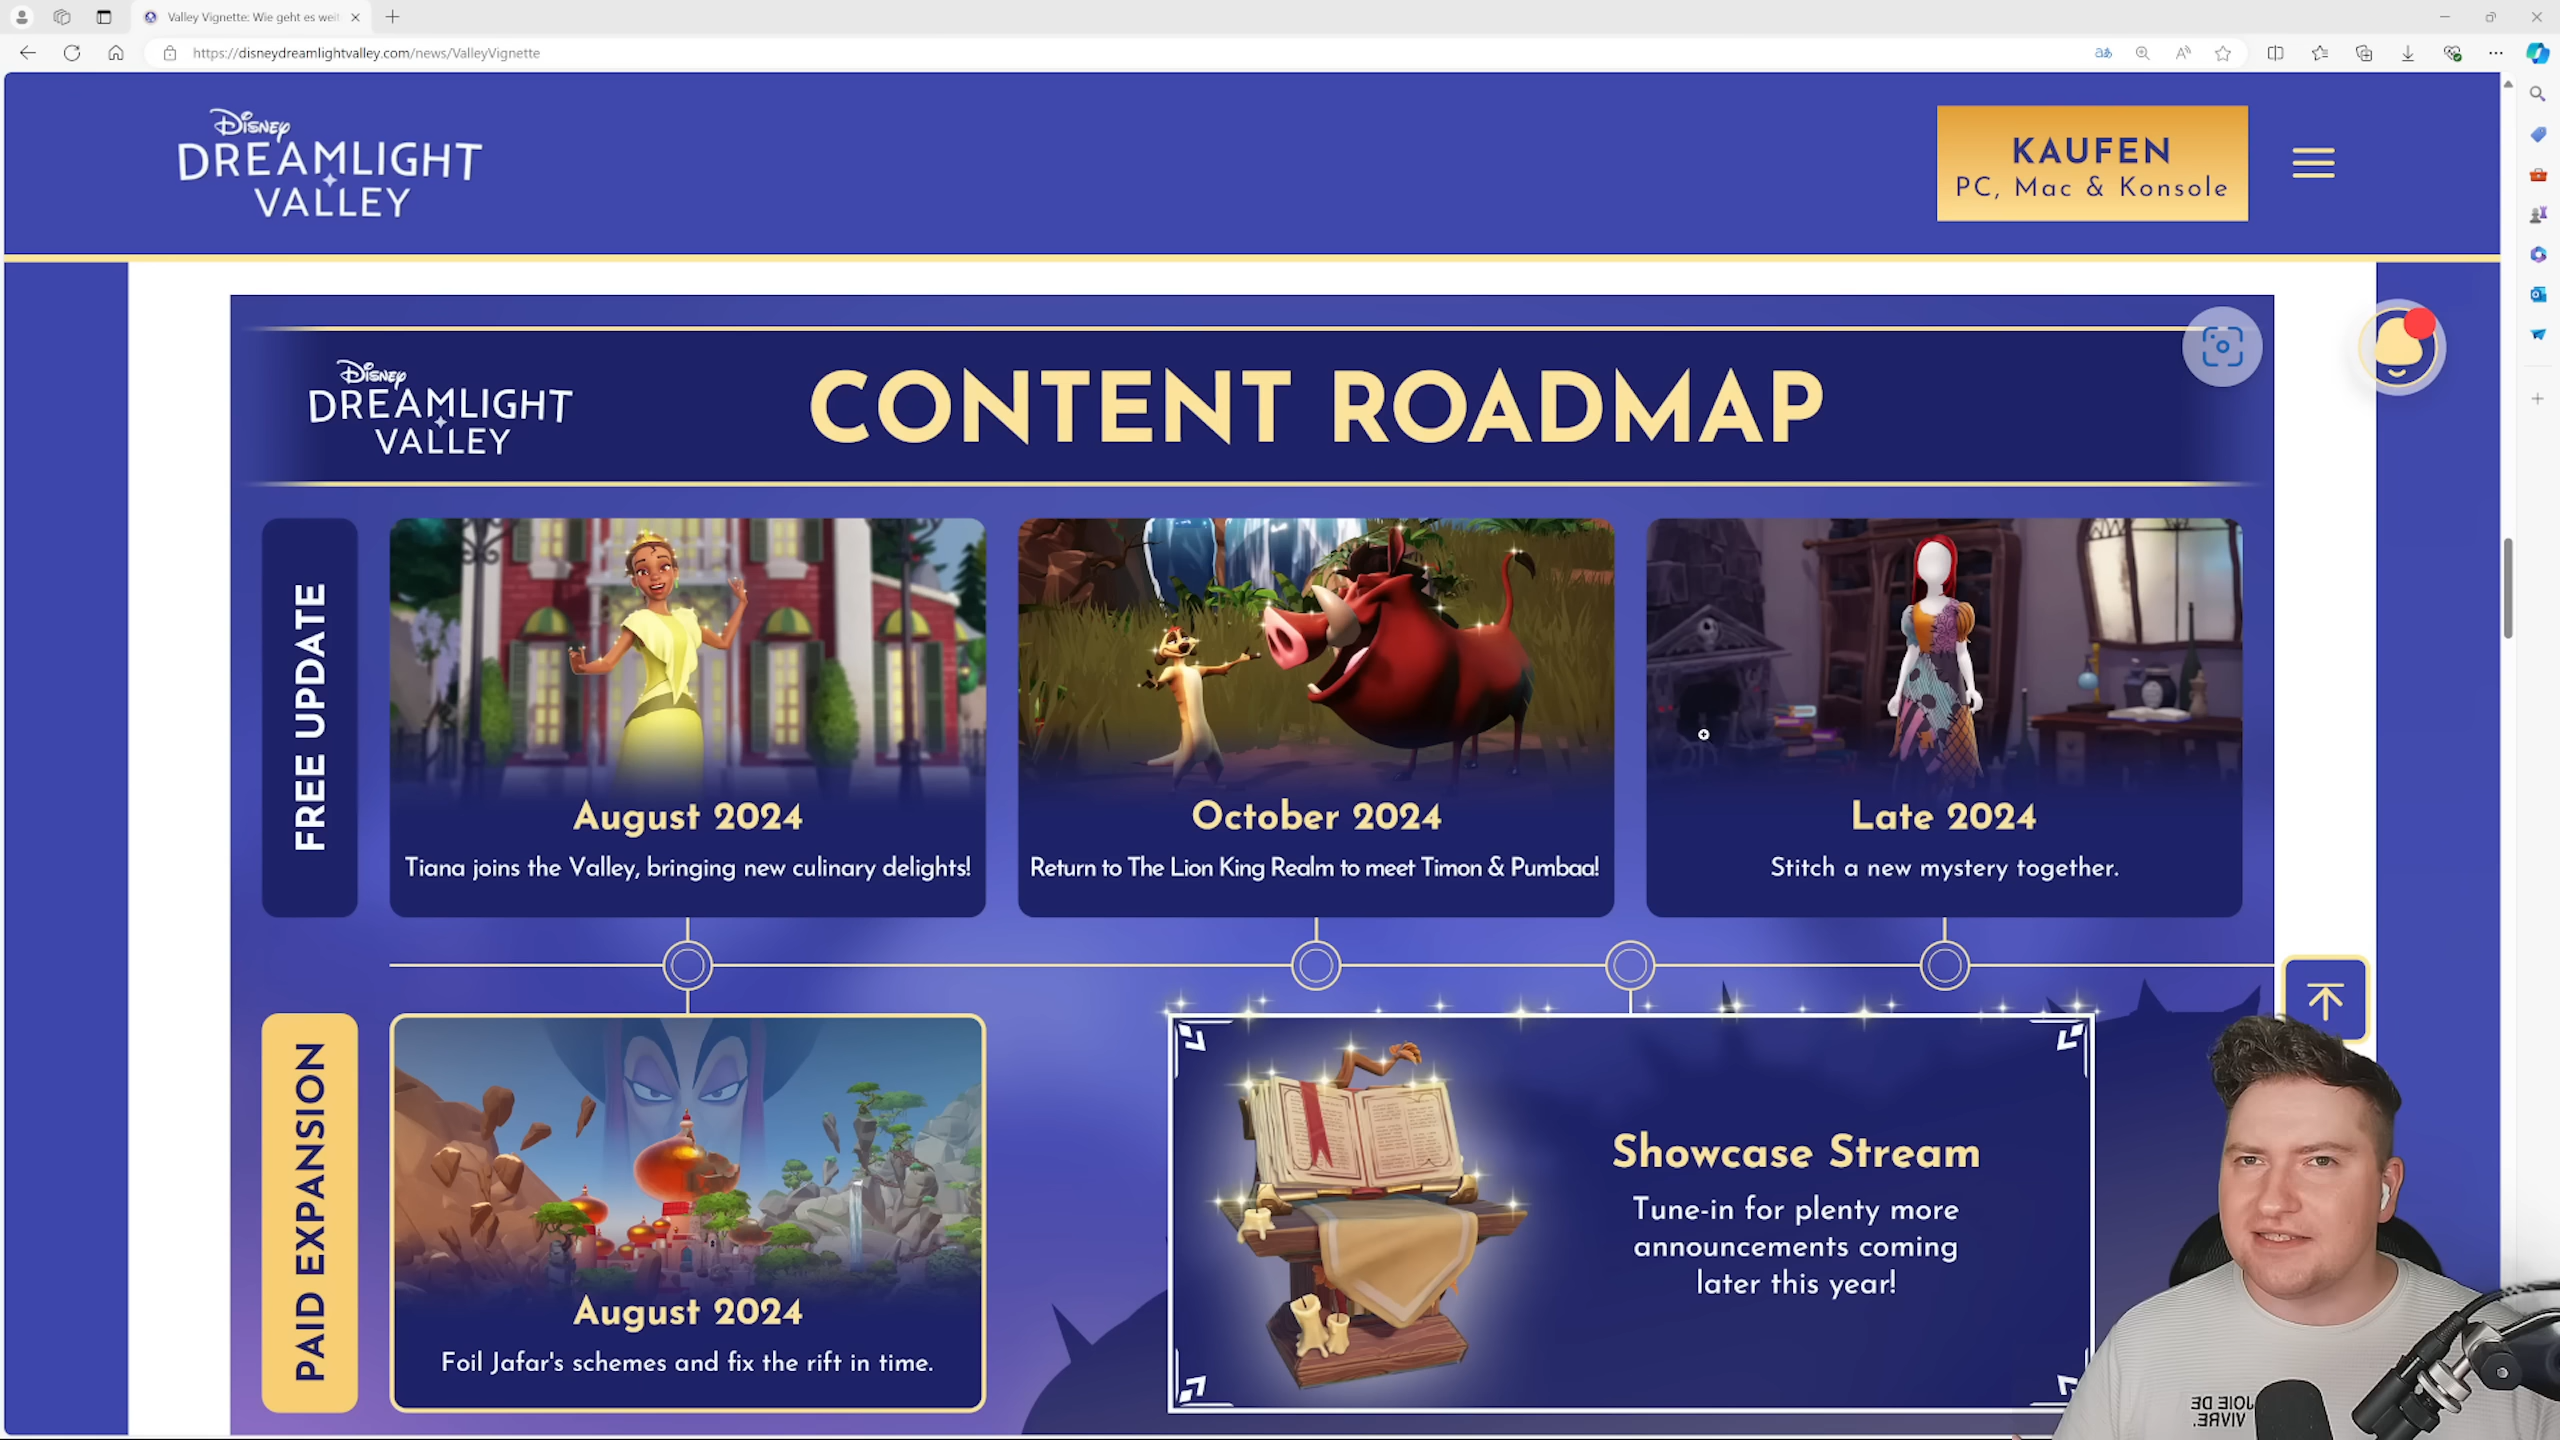 Valley Vignette: Wie geht es weit
https://disneydreamlightvalley.com/news/ValleyVignette
Disney
DREAMLIGHT
VALLEY
KAUFEN
PC, Mac & Konsole
Disney
DREAMLIGHT
VALLEY
CONTENT ROADMAP
FREE UPDATE
August 2024
Tiana joins the Valley, bringing new culinary delights!
October 2024
Return to The Lion King Realm to meet Timon & Pumbaa!
Late 2024
Stitch a new mystery together.
PAID EXPANSION
August 2024
Foil Jafar's schemes and fix the rift in time.
Showcase Stream
Tune-in for plenty more
announcements coming
later this year!
JOIE DE
VIVRE.